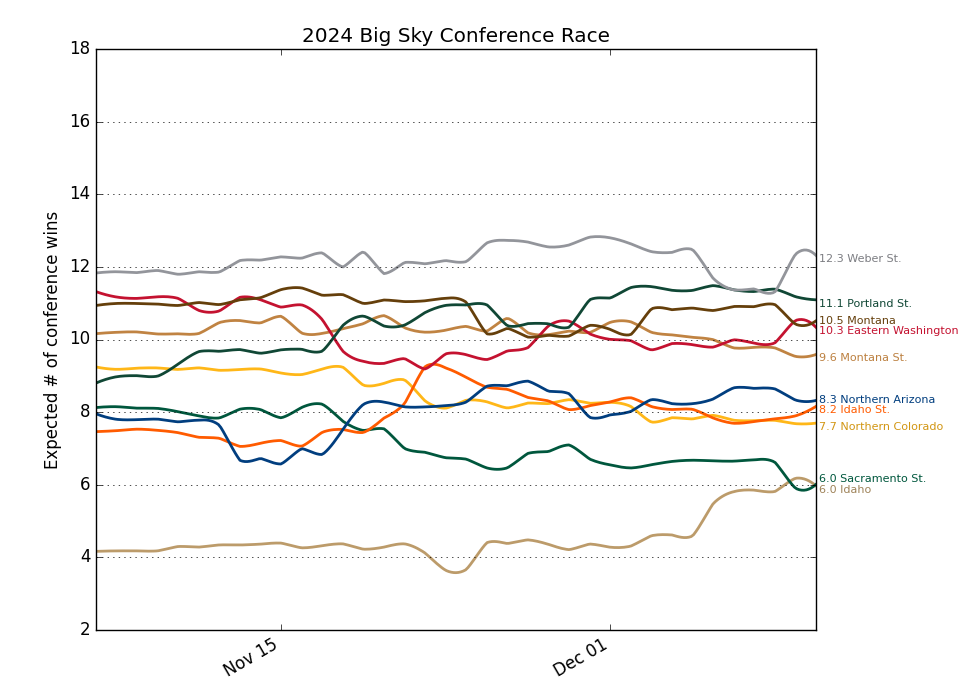 2024 Big Sky Conference Race
Expected # of conference wins
18
16
14
12
10
8
6
4
2
Nov 15
Dec 01
12.3 Weber St.
11.1 Portland St.
10.5 Montana
10.3 Eastern Washington
9.6 Montana St.
8.3 Northern Arizona
8.2 Idaho St.
7.7 Northern Colorado
6.0 Sacramento St.
6.0 Idaho